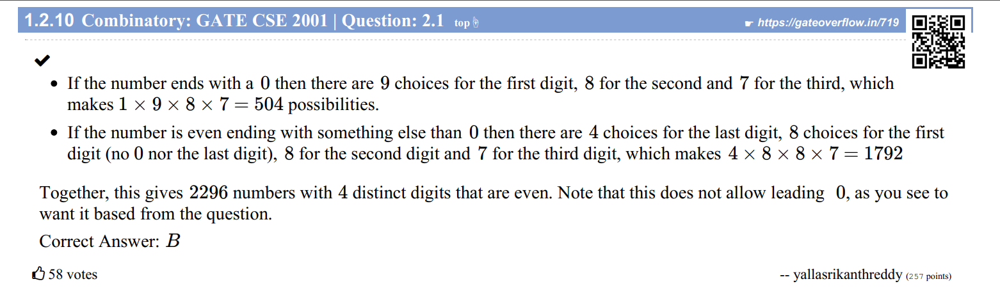 1.2.10 Combinatory: GATE CSE 2001 | Question: 2.1 top☝ ☛ https://gateoverflow.in/719
✔
• If the number ends with a 0 then there are 9 choices for the first digit, 8 for the second and 7 for the third, which
makes 1 × 9 × 8 × 7 = 504 possibilities.
• If the number is even ending with something else than 0 then there are 4 choices for the last digit, 8 choices for the first
digit (no 0 nor the last digit), 8 for the second digit and 7 for the third digit, which makes 4 × 8 × 8 × 7 = 1792
Together, this gives 2296 numbers with 4 distinct digits that are even. Note that this does not allow leading 0, as you see to
want it based from the question.
Correct Answer: B
58 votes -- yallasrikanthreddy (257 points)